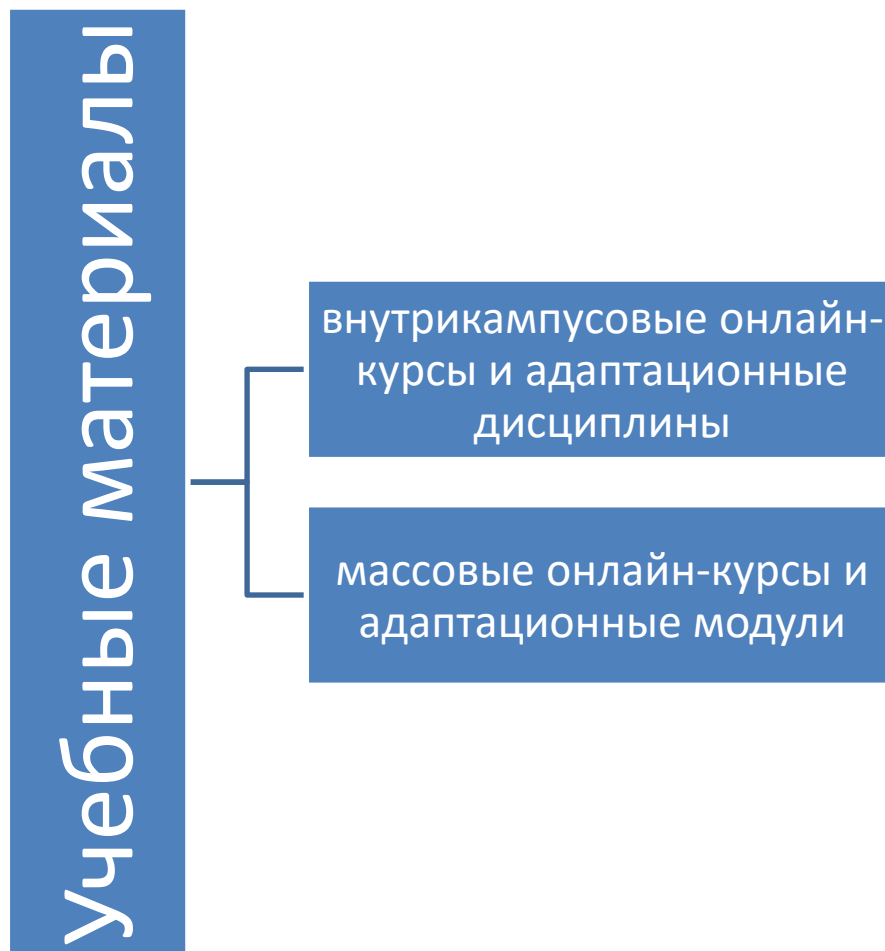 Учебные материалы
внутрикампусовые онлайн-
курсы и адаптационные
дисциплины
массовые онлайн-курсы и
адаптационные модули